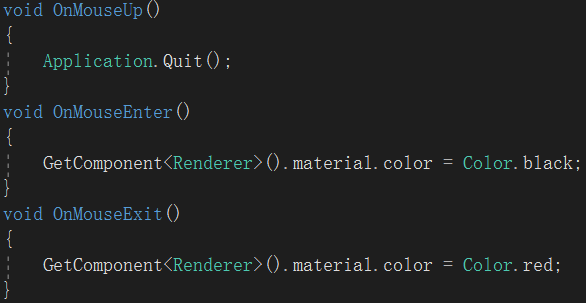 void OnMouseUp()
{
    Application.Quit();
}
void OnMouseEnter()
{
    GetComponent<Renderer>().material.color = Color.black;
}
void OnMouseExit()
{
    GetComponent<Renderer>().material.color = Color.red;
}